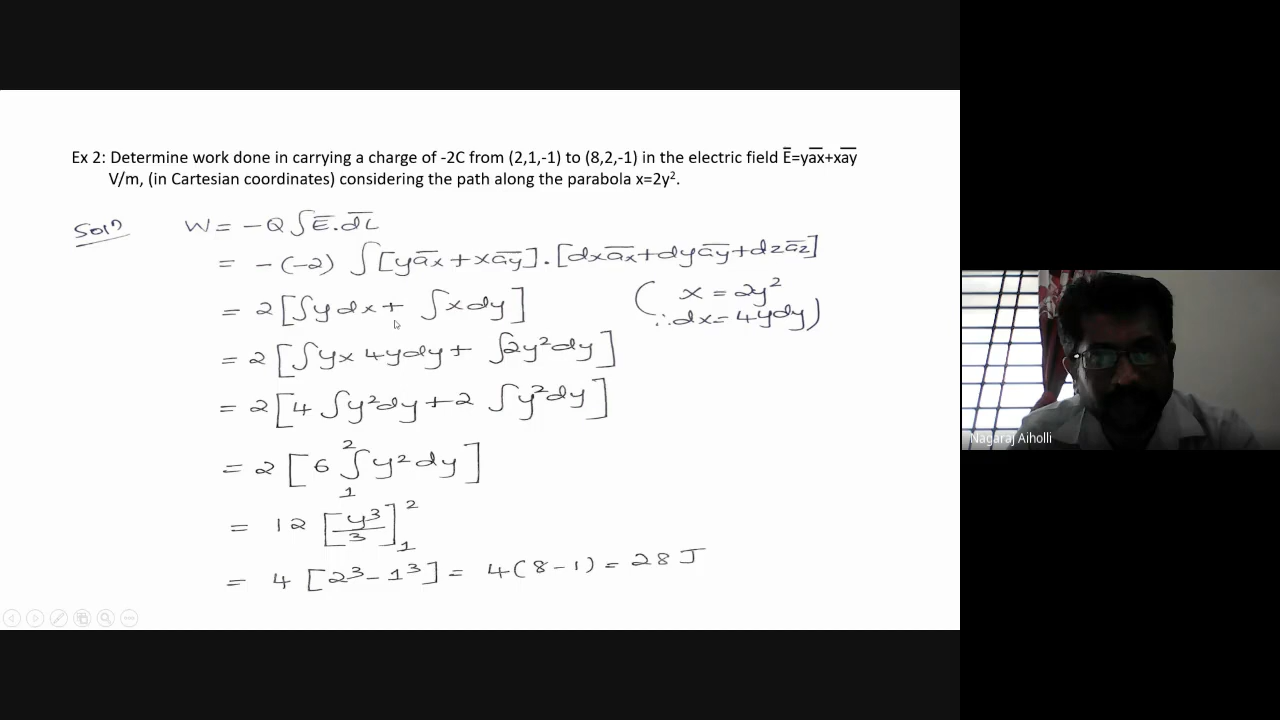 Ex 2: Determine work done in carrying a charge of -2C from (2,1,-1) to (8,2,-1) in the electric field E̅=ya̅x̅+xa̅y̅
V/m, (in Cartesian coordinates) considering the path along the parabola x=2y².
Solⁿ W = -Q ∫E̅.d̅L̅
= -(-2) ∫[ya̅x̅+xa̅y̅].[dxa̅x̅+dya̅y̅+dza̅z̅]
= 2[∫ydx+ ∫xdy] ( x = 2y²
∴dx=4ydy)
= 2[∫y× 4ydy+ ∫2y²dy]
= 2[4 ∫y²dy+2 ∫y²dy]
= 2[6 ₁∫² y²dy]
= 12 [y³/3]₁²
= 4 [2³-1³] = 4(8-1) = 28 J
Nagaraj Aiholli